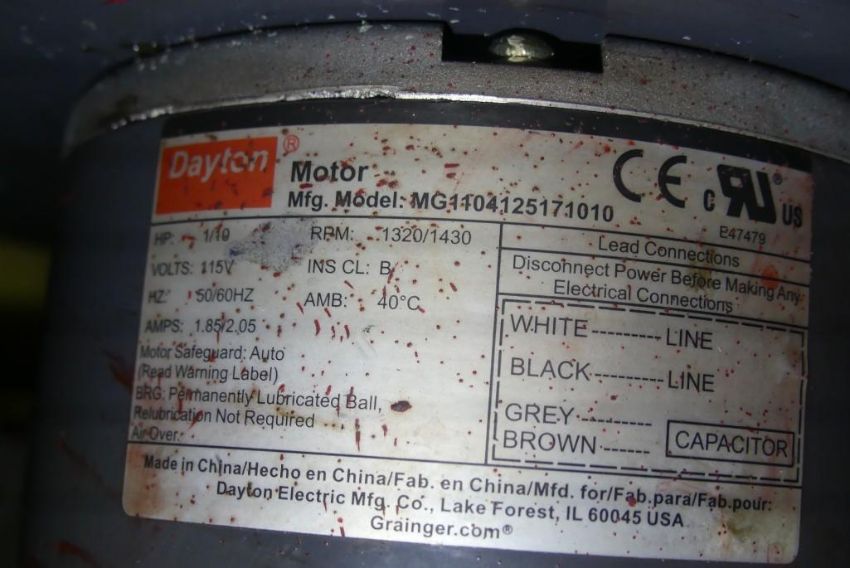 Dayton®
Motor
Mfg. Model: MG1104125171010
CE c RU ® US
E47479
HP: 1/10 RPM: 1320/1430
VOLTS: 115V INS CL: B
HZ: 50/60HZ AMB: 40°C
AMPS: 1.85/2.05
Motor Safeguard: Auto
(Read Warning Label)
BRG: Permanently Lubricated Ball,
Relubrication Not Required
Air Over
Lead Connections
Disconnect Power Before Making Any
Electrical Connections
WHITE---------- LINE
BLACK---------- LINE
GREY----------
BROWN ------ CAPACITOR
Made in China/Hecho en China/Fab. en China/Mfd. for/Fab.para/Fab.pour:
Dayton Electric Mfg. Co., Lake Forest, IL 60045 USA
Grainger.com®